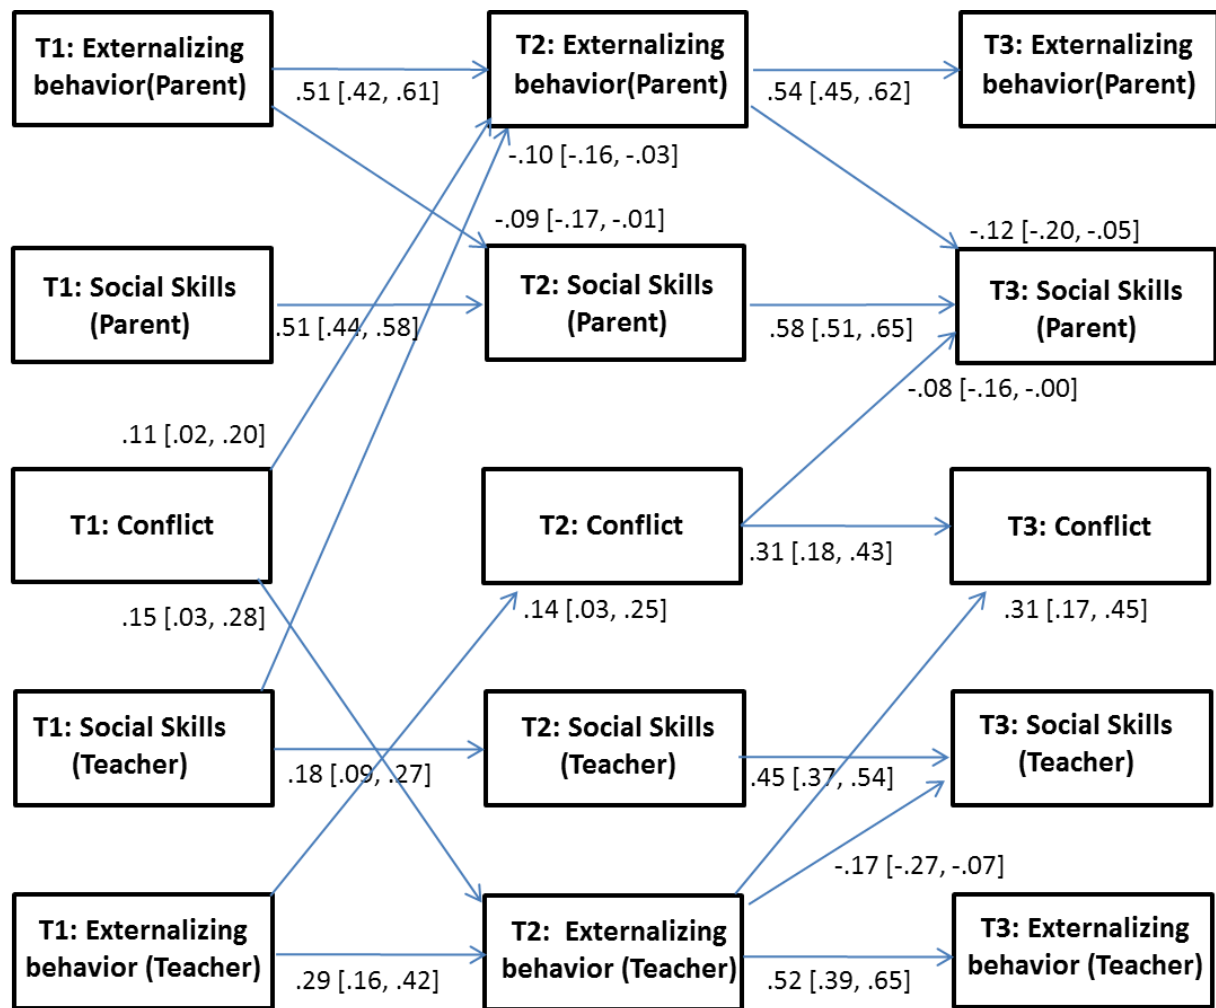 T1: Externalizing
behavior(Parent)
T2: Externalizing
behavior(Parent)
T3: Externalizing
behavior(Parent)
.51 [.42, .61]
.54 [.45, .62]
-.10 [-.16, -.03]
-.09 [-.17, -.01]
-.12 [-.20, -.05]
T1: Social Skills
(Parent)
T2: Social Skills
(Parent)
T3: Social Skills
(Parent)
.51 [.44, .58]
.58 [.51, .65]
-.08 [-.16, -.00]
.11 [.02, .20]
T1: Conflict
T2: Conflict
T3: Conflict
.31 [.18, .43]
.15 [.03, .28]
.14 [.03, .25]
.31 [.17, .45]
T1: Social Skills
(Teacher)
T2: Social Skills
(Teacher)
T3: Social Skills
(Teacher)
.18 [.09, .27]
.45 [.37, .54]
-.17 [-.27, -.07]
T1: Externalizing
behavior (Teacher)
T2: Externalizing
behavior (Teacher)
T3: Externalizing
behavior (Teacher)
.29 [.16, .42]
.52 [.39, .65]